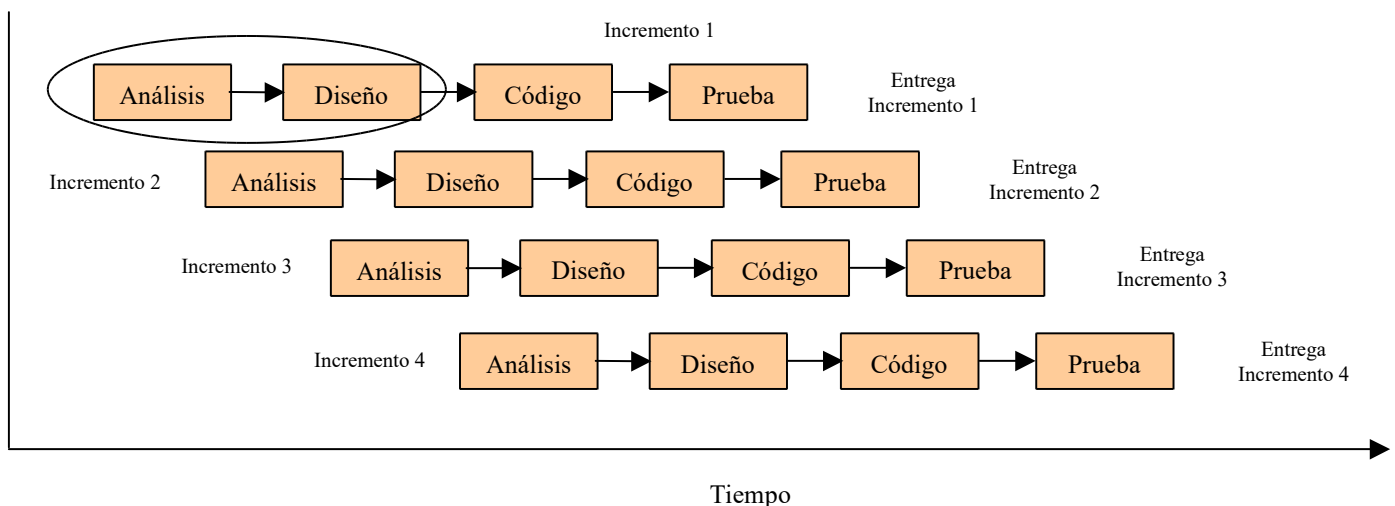 Incremento 1
Análisis Diseño Código Prueba
Entrega
Incremento 1
Incremento 2
Análisis Diseño Código Prueba
Entrega
Incremento 2
Incremento 3
Análisis Diseño Código Prueba
Entrega
Incremento 3
Incremento 4
Análisis Diseño Código Prueba
Entrega
Incremento 4
Tiempo